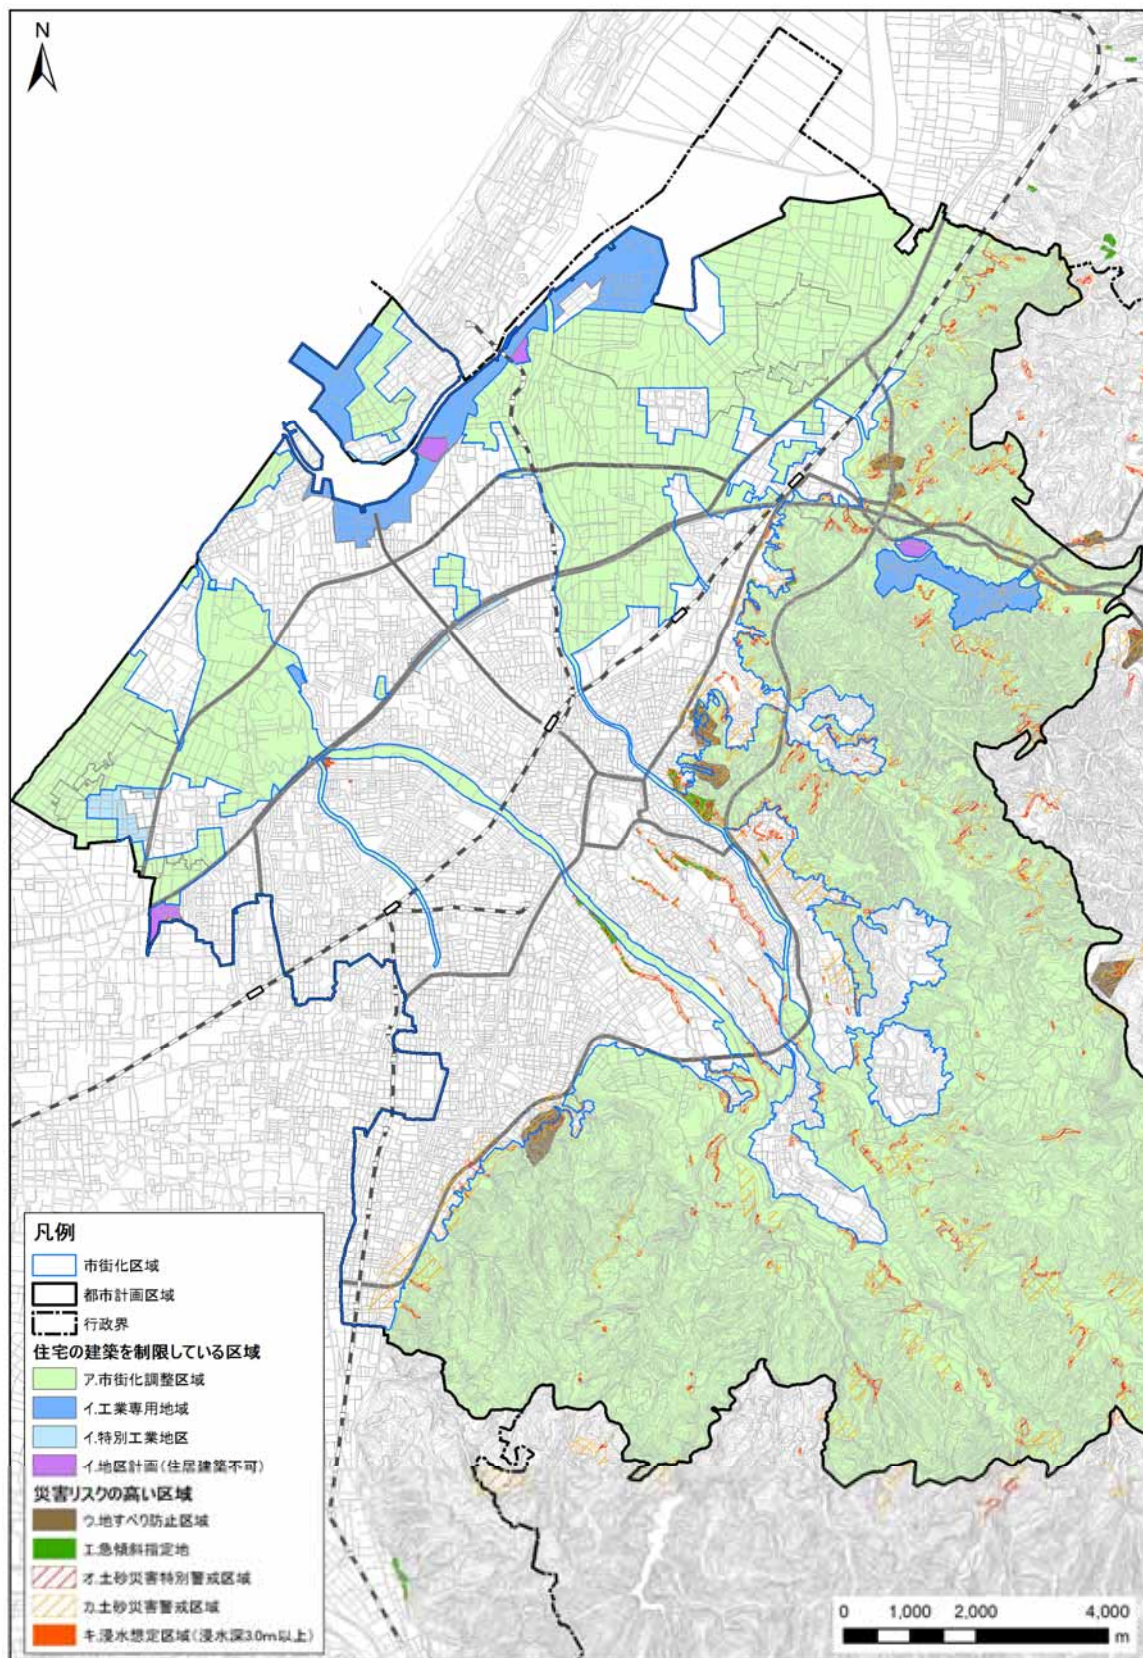 N
凡例
市街化区域
都市計画区域
行政界
住宅の建築を制限している区域
ア.市街化調整区域
イ.工業専用地域
イ.特別工業地区
イ.地区計画(住居建築不可)
災害リスクの高い区域
ウ.地すべり防止区域
エ.急傾斜指定地
オ.土砂災害特別警戒区域
カ.土砂災害警戒区域
キ.浸水想定区域(浸水深3.0m以上)
0 1,000 2,000 4,000
m